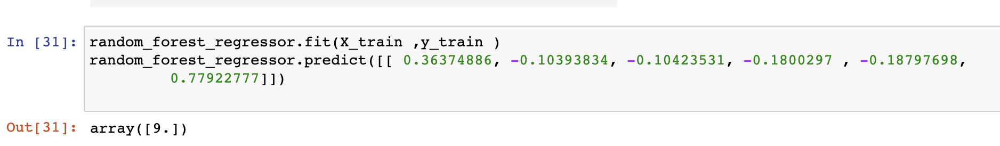 In [31]: random_forest_regressor.fit(X_train ,y_train )
random_forest_regressor.predict([[ 0.36374886, -0.10393834, -0.10423531, -0.1800297 , -0.18797698,
0.77922777]])
Out[31]: array([9.])